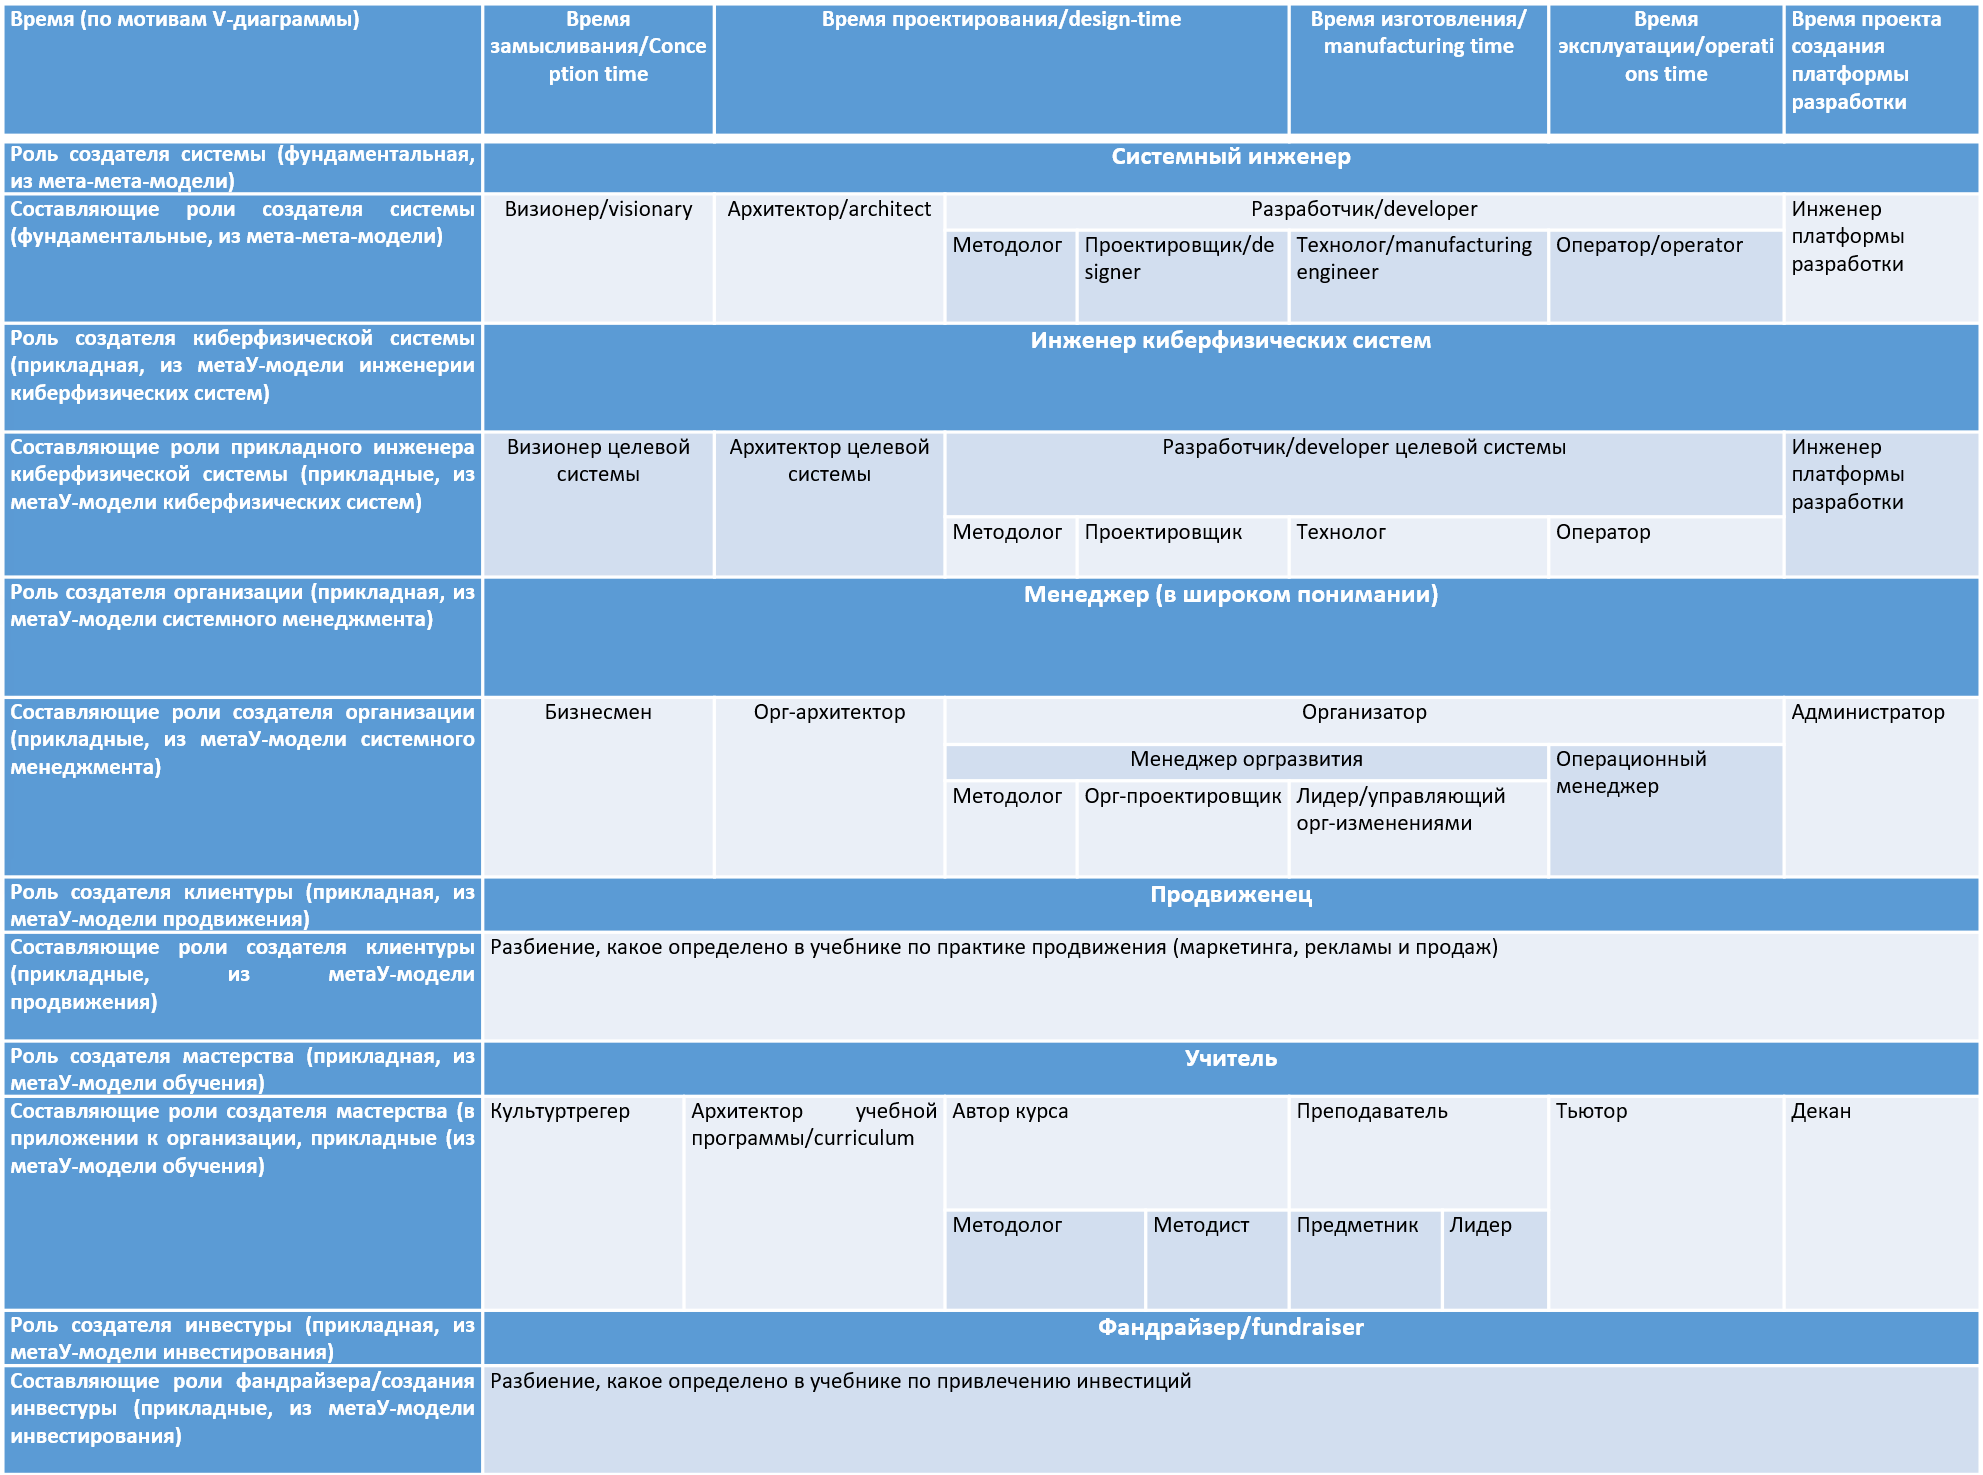 Время (по мотивам V-диаграммы)
Время
замысливания/Conce
ption time
Время проектирования/design-time
Время изготовления/
manufacturing time
Время
эксплуатации/operati
ons time
Время проекта
создания
платформы
разработки
Роль создателя системы (фундаментальная,
из мета-мета-модели)
Системный инженер
Составляющие роли создателя системы
(фундаментальные, из мета-мета-модели)
Визионер/visionary
Архитектор/architect
Разработчик/developer
Методолог
Проектировщик/de
signer
Технолог/manufacturing
engineer
Оператор/operator
Инженер
платформы
разработки
Роль создателя киберфизической системы
(прикладная, из метаУ-модели инженерии
киберфизических систем)
Инженер киберфизических систем
Составляющие роли прикладного инженера
киберфизической системы (прикладные, из
метаУ-модели киберфизических систем)
Визионер целевой
системы
Архитектор целевой
системы
Разработчик/developer целевой системы
Методолог
Проектировщик
Технолог
Оператор
Инженер
платформы
разработки
Роль создателя организации (прикладная, из
метаУ-модели системного менеджмента)
Менеджер (в широком понимании)
Составляющие роли создателя организации
(прикладные, из метаУ-модели системного
менеджмента)
Бизнесмен
Орг-архитектор
Организатор
Менеджер оргразвития
Методолог
Орг-проектировщик
Лидер/управляющий
орг-изменениями
Операционный
менеджер
Администратор
Роль создателя клиентуры (прикладная, из
метаУ-модели продвижения)
Продвиженец
Составляющие роли создателя клиентуры
(прикладные, из метаУ-модели
продвижения)
Разбиение, какое определено в учебнике по практике продвижения (маркетинга, рекламы и продаж)
Роль создателя мастерства (прикладная, из
метаУ-модели обучения)
Учитель
Составляющие роли создателя мастерства (в
приложении к организации, прикладные (из
метаУ-модели обучения)
Культуртрегер
Архитектор учебной
программы/curriculum
Автор курса
Методолог
Методист
Преподаватель
Предметник
Лидер
Тьютор
Декан
Роль создателя инвестуры (прикладная, из
метаУ-модели инвестирования)
Фандрайзер/fundraiser
Составляющие роли фандрайзера/создания
инвестуры (прикладные, из метаУ-модели
инвестирования)
Разбиение, какое определено в учебнике по привлечению инвестиций